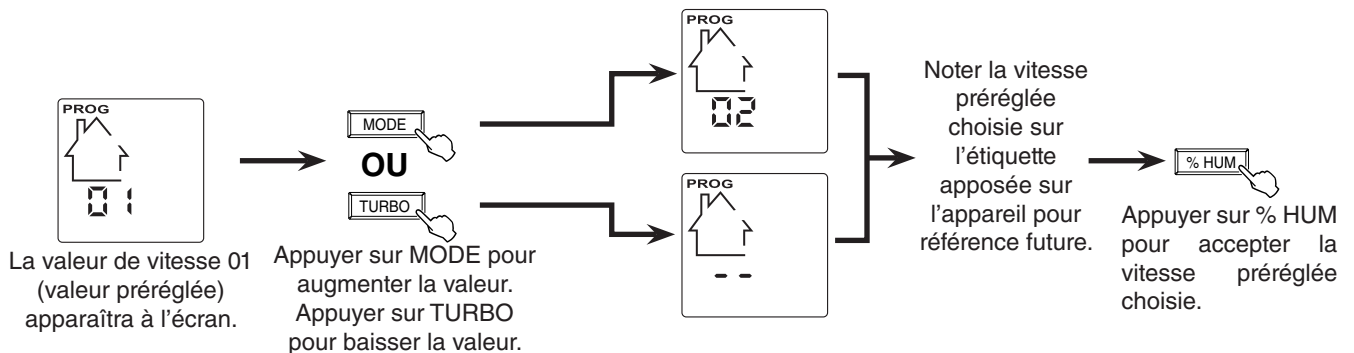 PROG
01
La valeur de vitesse 01
(valeur préréglée)
apparaîtra à l’écran.
MODE
OU
TURBO
Appuyer sur MODE pour
augmenter la valeur.
Appuyer sur TURBO
pour baisser la valeur.
PROG
02
PROG
--
Noter la vitesse
préréglée
choisie sur
l’étiquette
apposée sur
l’appareil pour
référence future.
% HUM
Appuyer sur % HUM
pour accepter la
vitesse préréglée
choisie.